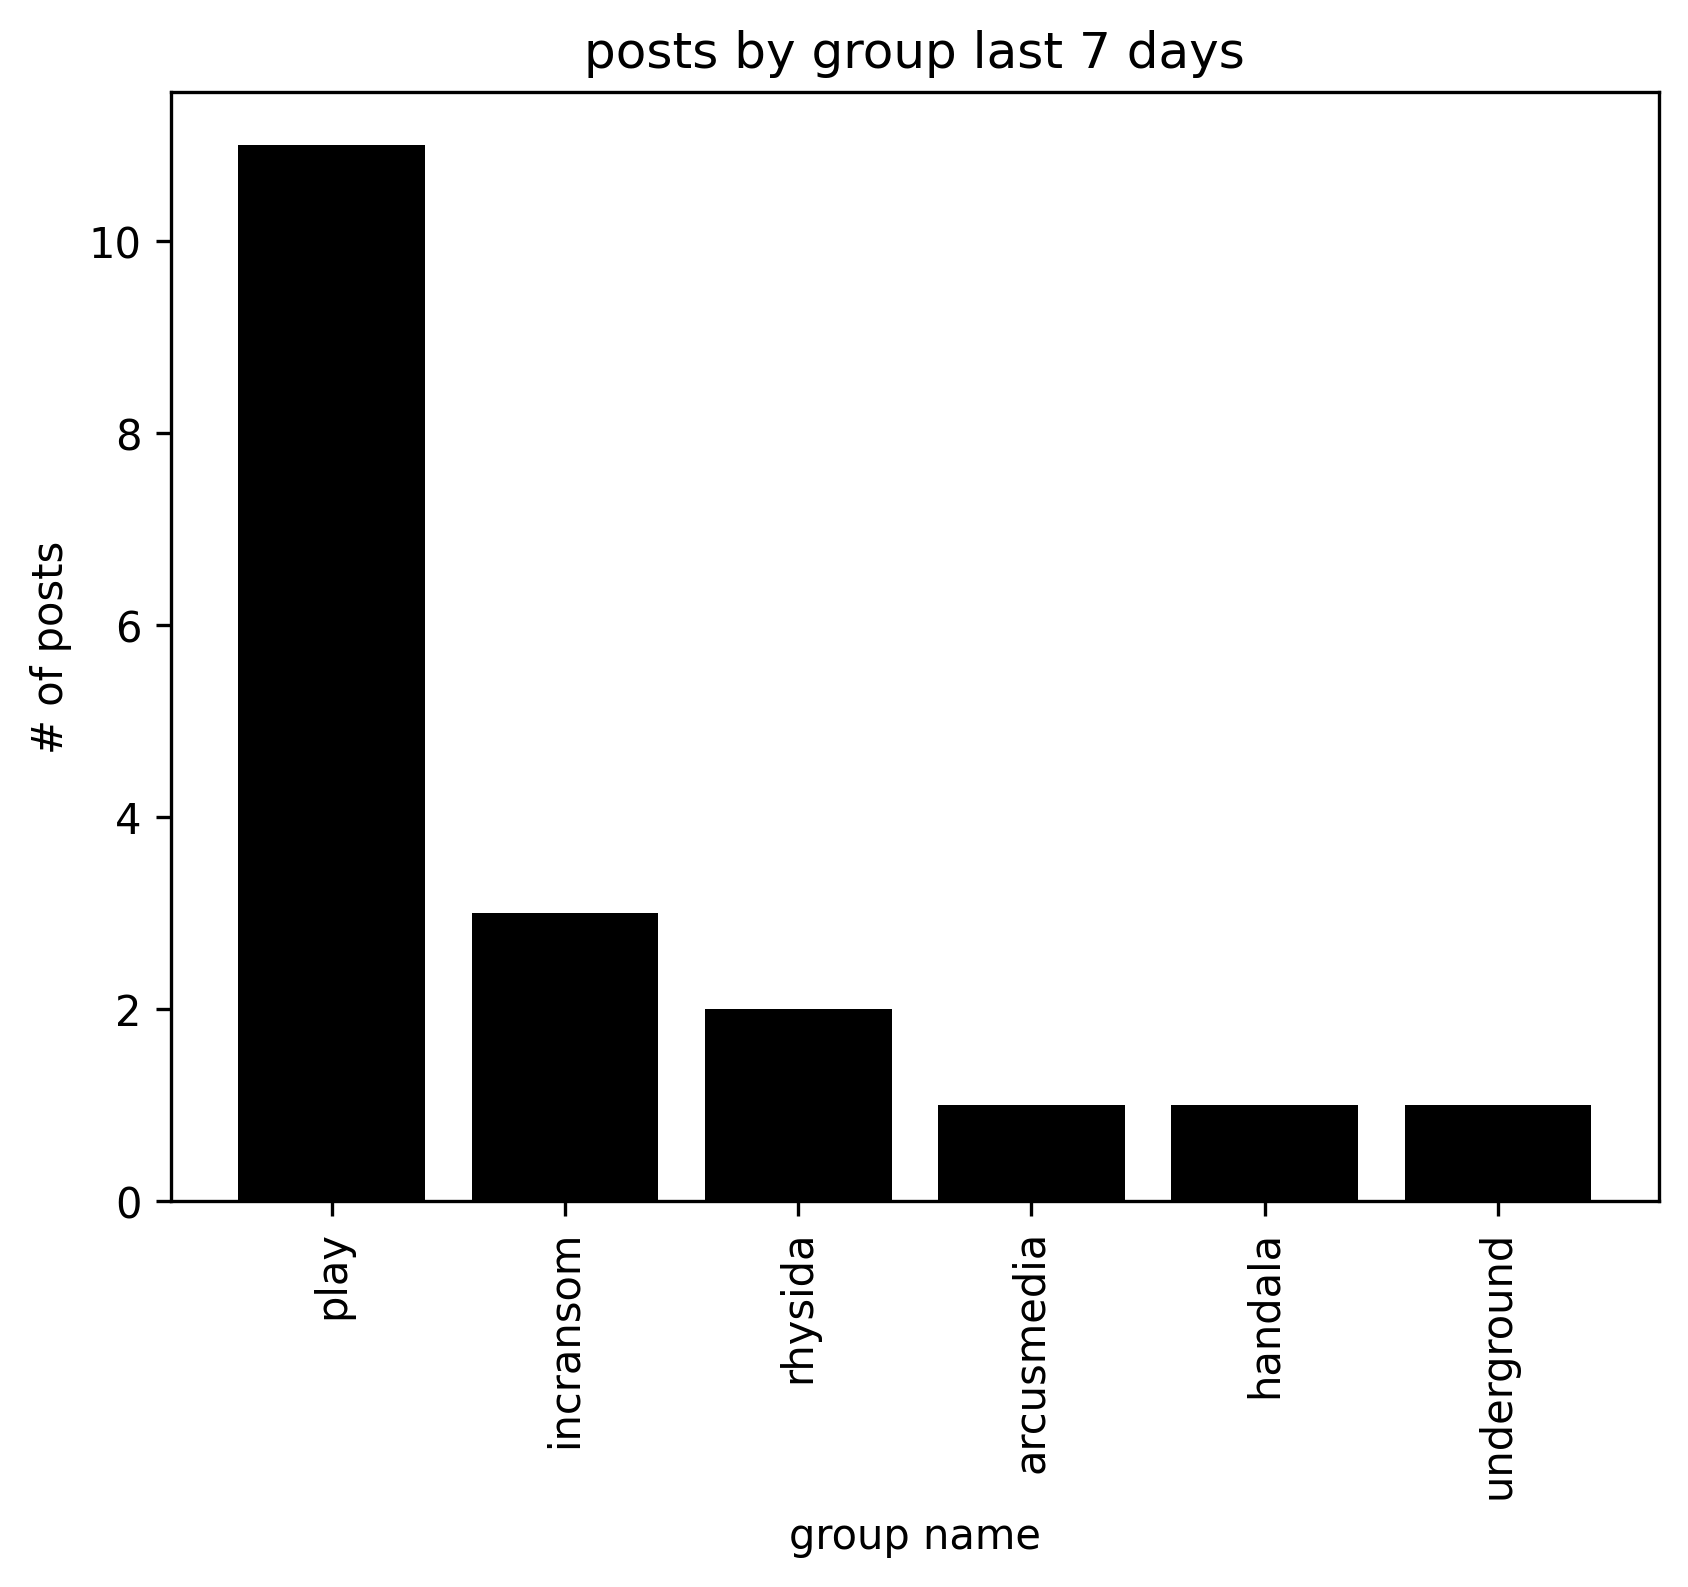 posts by group last 7 days
# of posts
10
8
6
4
2
0
play
incransom
rhysida
arcusmedia
handala
underground
group name